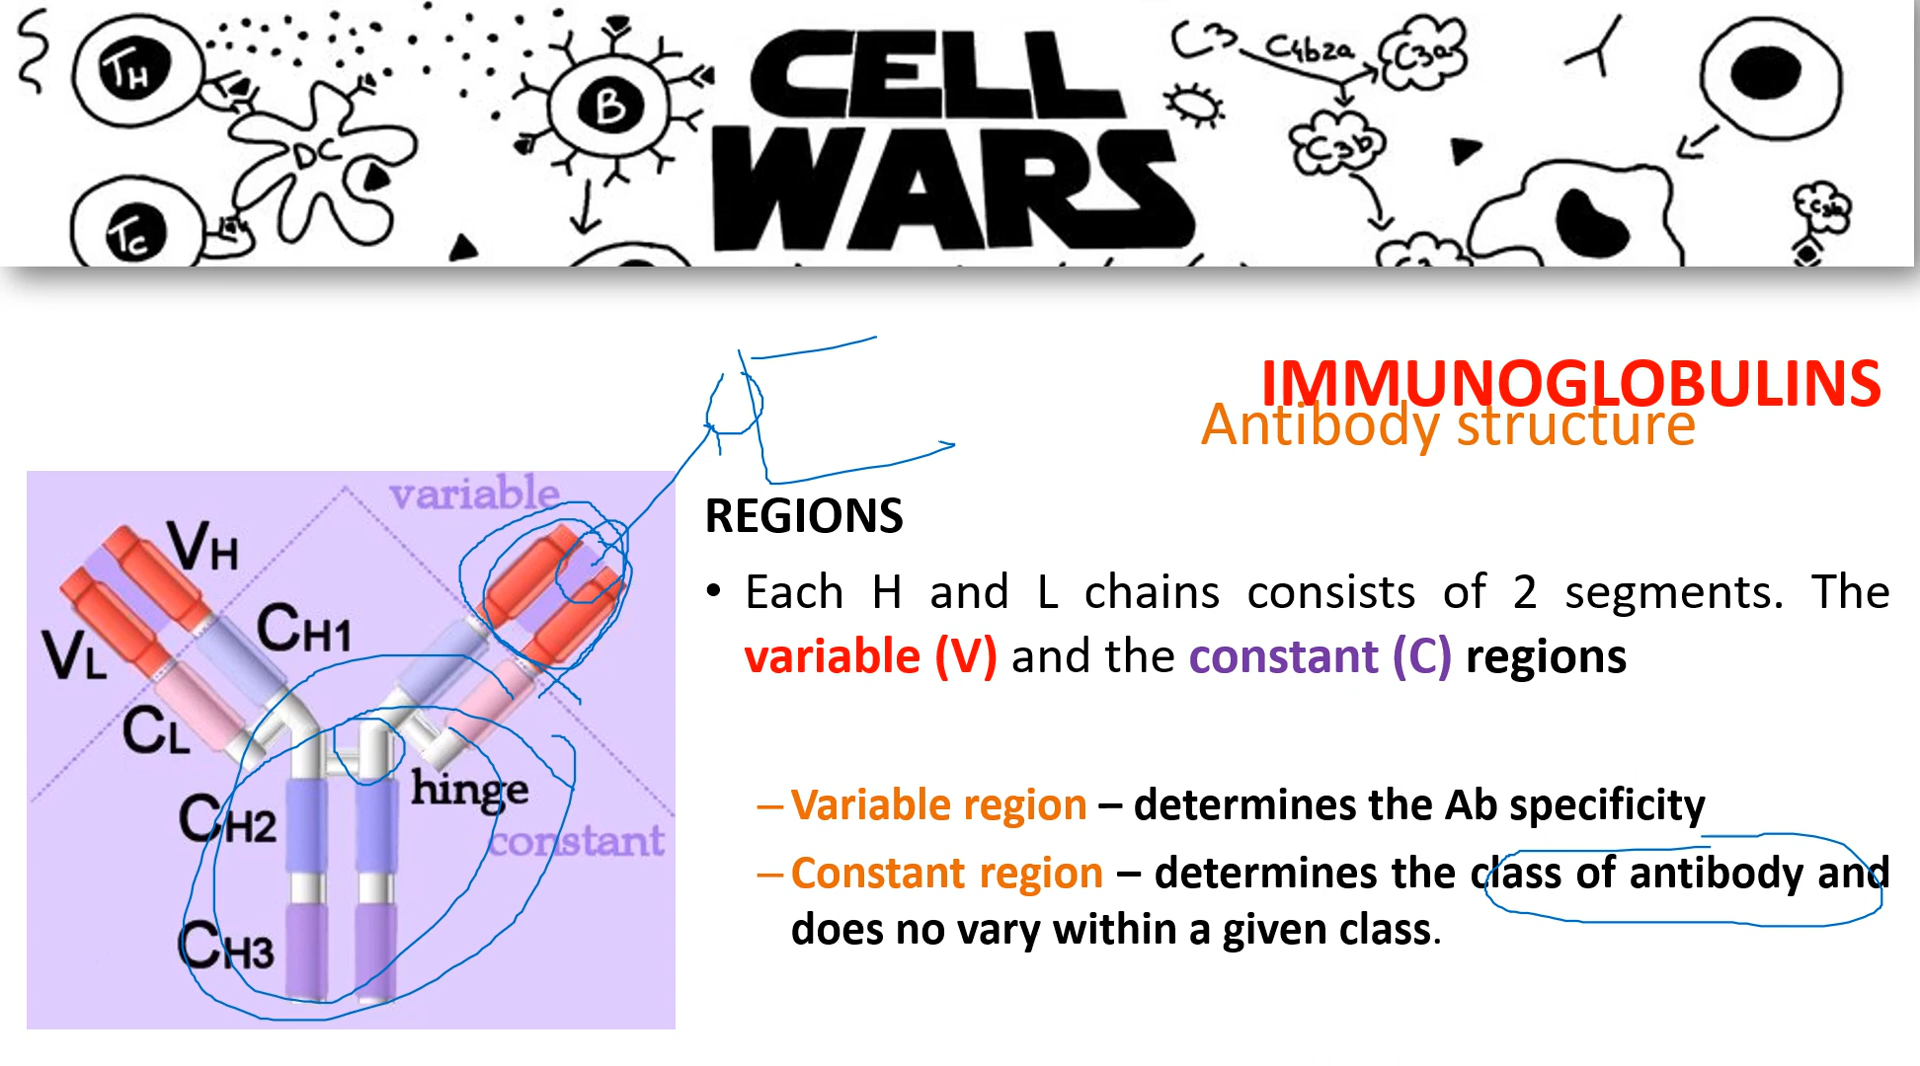 TH
DC
TC
B
CELL
WARS
C3
C4b2a
C3a
C3b
IMMUNOGLOBULINS
Antibody structure
variable
VH
VL
CH1
CL
CH2
hinge
constant
CH3
REGIONS
• Each H and L chains consists of 2 segments. The
variable (V) and the constant (C) regions
– Variable region – determines the Ab specificity
– Constant region – determines the class of antibody and
does no vary within a given class.